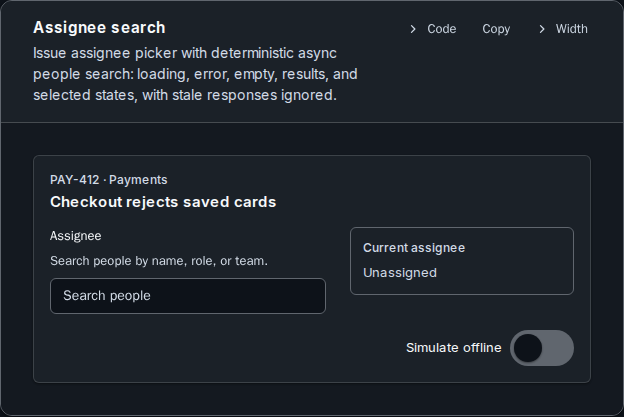 Assignee search
Code
Copy
Width
Issue assignee picker with deterministic async
people search: loading, error, empty, results, and
selected states, with stale responses ignored.
PAY-412 · Payments
Checkout rejects saved cards
Assignee
Search people by name, role, or team.
Search people
Current assignee
Unassigned
Simulate offline